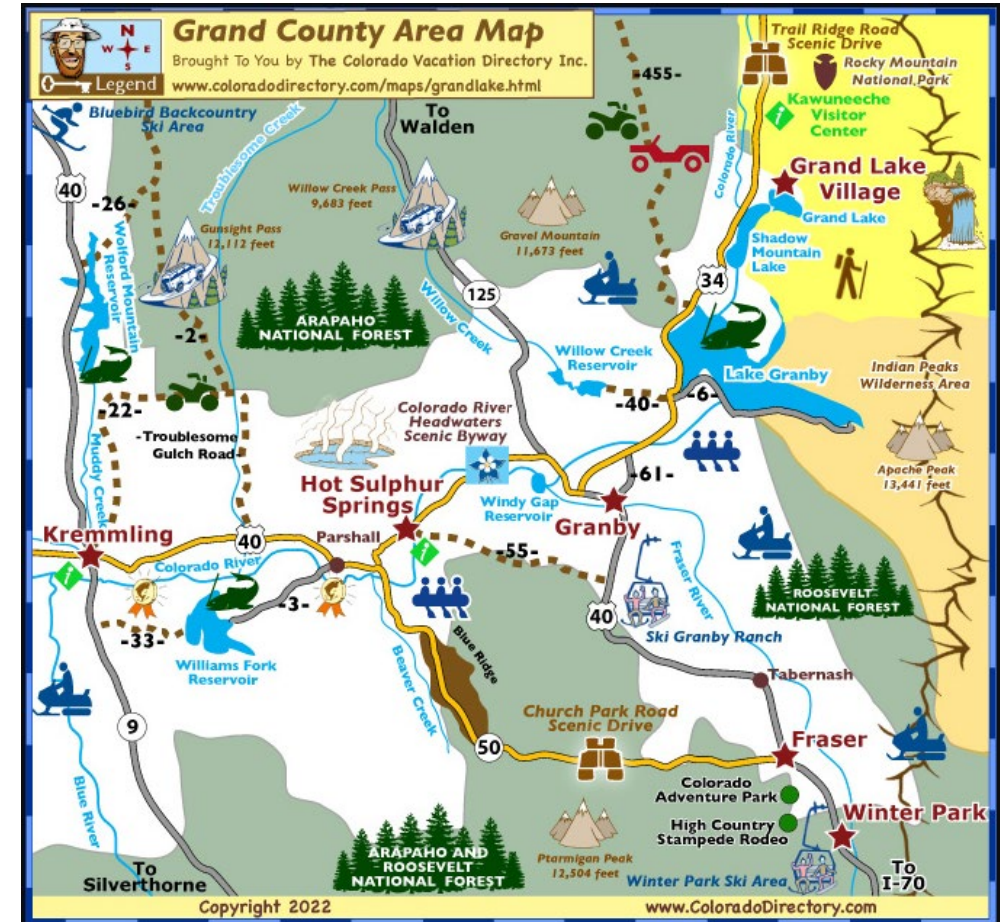 Grand County Area Map
Brought To You by The Colorado Vacation Directory Inc.
www.coloradodirectory.com/maps/grandlake.html
N
W
E
S
Legend
Trail Ridge Road
Scenic Drive
Rocky Mountain
National Park
Kawuneeche
Visitor
Center
Bluebird Backcountry
Ski Area
To
Walden
-455-
Troublesome Creek
Colorado River
Grand Lake
Village
Grand Lake
Shadow
Mountain
Lake
40
-26-
Wolford Mountain
Reservoir
Gunsight Pass
12,112 feet
Willow Creek Pass
9,683 feet
Gravel Mountain
11,673 feet
34
125
Willow Creek
ARAPAHO
NATIONAL FOREST
-2-
Willow Creek
Reservoir
-40-
-6-
Lake Granby
Indian Peaks
Wilderness Area
Apache Peak
13,441 feet
-22-
-Troublesome
Gulch Road-
Muddy Creek
Colorado River
Headwaters
Scenic Byway
Hot Sulphur
Springs
Windy Gap
Reservoir
-61-
Granby
Kremmling
40
Parshall
Colorado River
-55-
Fraser River
ROOSEVELT
NATIONAL FOREST
-3-
-33-
Williams Fork
Reservoir
Beaver Creek
Blue Ridge
40
Ski Granby Ranch
Tabernash
9
Blue River
50
Church Park Road
Scenic Drive
Fraser
Colorado
Adventure Park
High Country
Stampede Rodeo
Winter Park
Winter Park Ski Area
Ptarmigan Peak
12,504 feet
ARAPAHO AND
ROOSEVELT
NATIONAL FOREST
To
Silverthorne
To
I-70
Copyright 2022
www.ColoradoDirectory.com